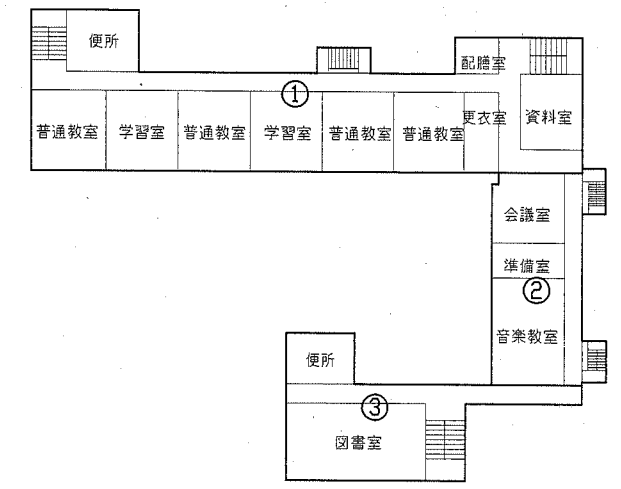 便所
配膳室
①
普通教室
学習室
普通教室
学習室
普通教室
普通教室
更衣室
資料室
会議室
準備室
②
音楽教室
便所
③
図書室